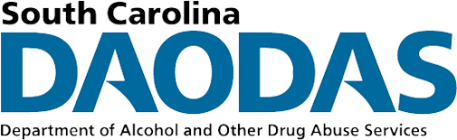 South Carolina
DAODAS
Department of Alcohol and Other Drug Abuse Services